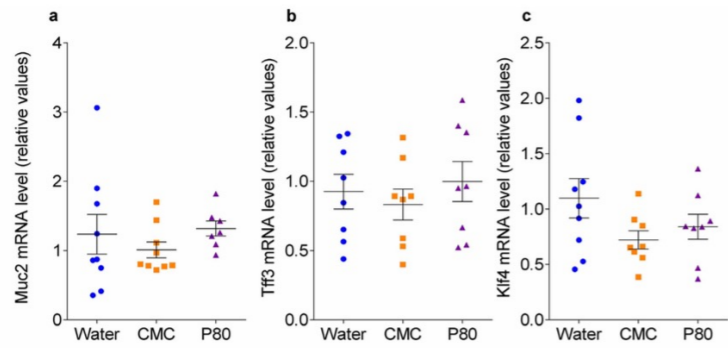 a
Muc2 mRNA level (relative values)
4
3
2
1
0
Water CMC P80
b
Tff3 mRNA level (relative values)
2.0
1.5
1.0
0.5
0.0
Water CMC P80
c
Klf4 mRNA level (relative values)
2.5
2.0
1.5
1.0
0.5
0.0
Water CMC P80